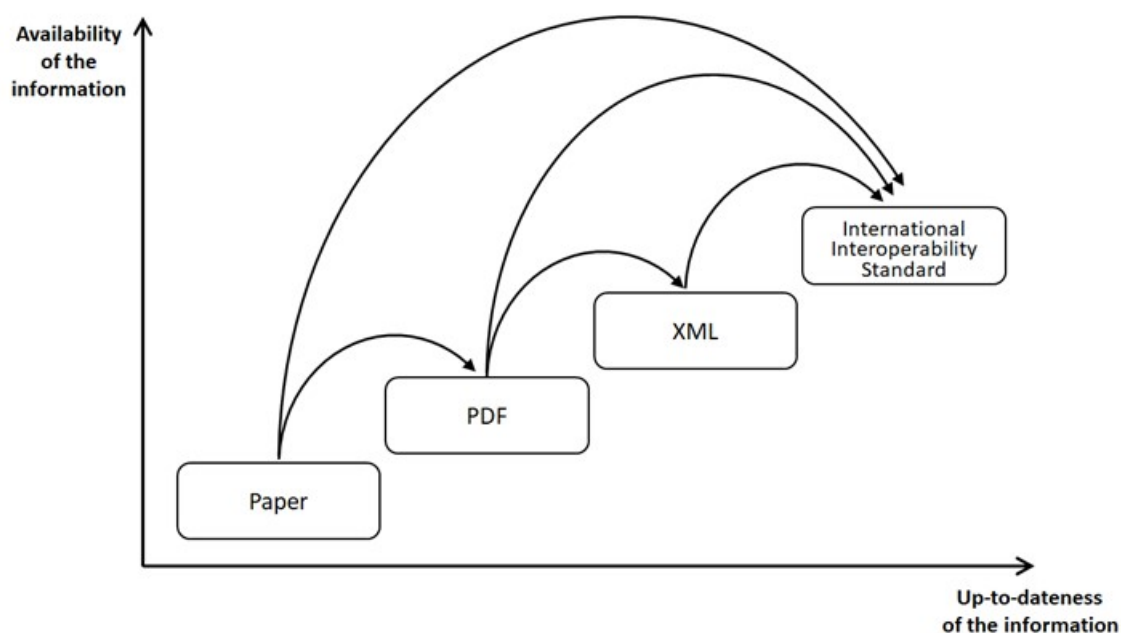 Availability
of the
information
International
Interoperability
Standard
XML
PDF
Paper
Up-to-dateness
of the information